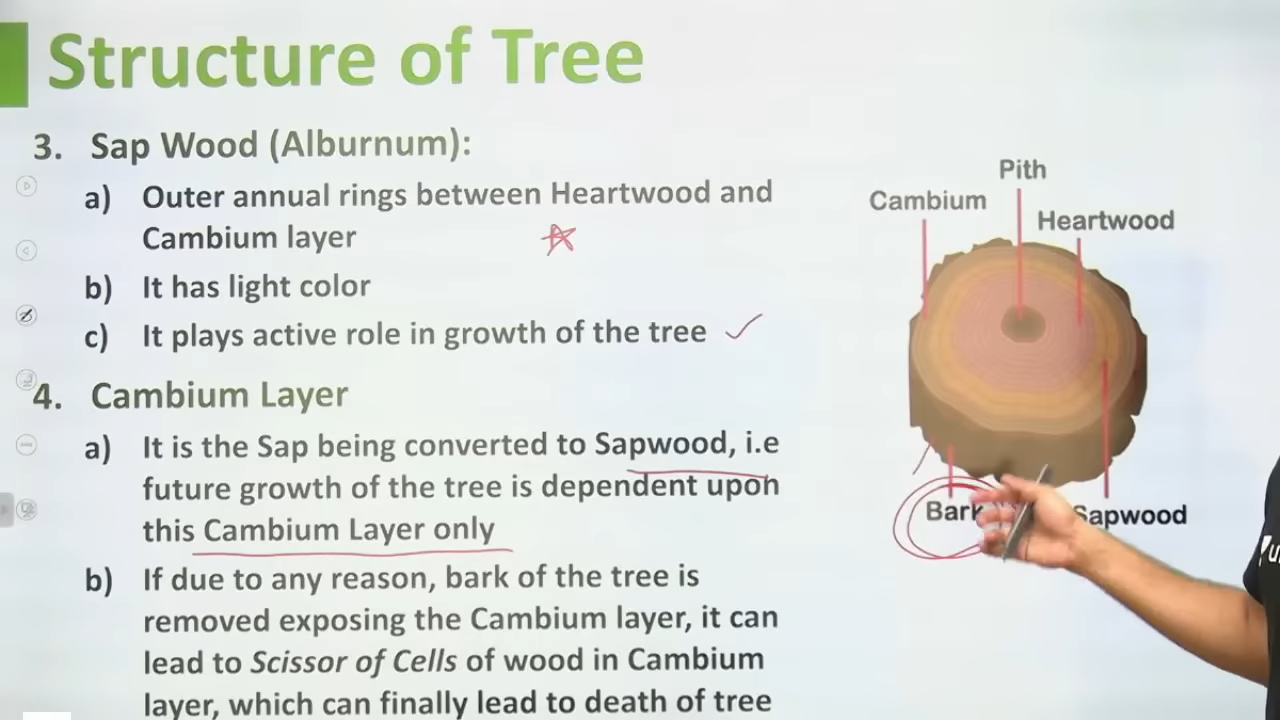 Structure of Tree
3. Sap Wood (Alburnum):
a) Outer annual rings between Heartwood and
Cambium layer
b) It has light color
c) It plays active role in growth of the tree
4. Cambium Layer
a) It is the Sap being converted to Sapwood, i.e
future growth of the tree is dependent upon
this Cambium Layer only
b) If due to any reason, bark of the tree is
removed exposing the Cambium layer, it can
lead to Scissor of Cells of wood in Cambium
layer, which can finally lead to death of tree
Pith
Cambium
Heartwood
Bark
Sapwood